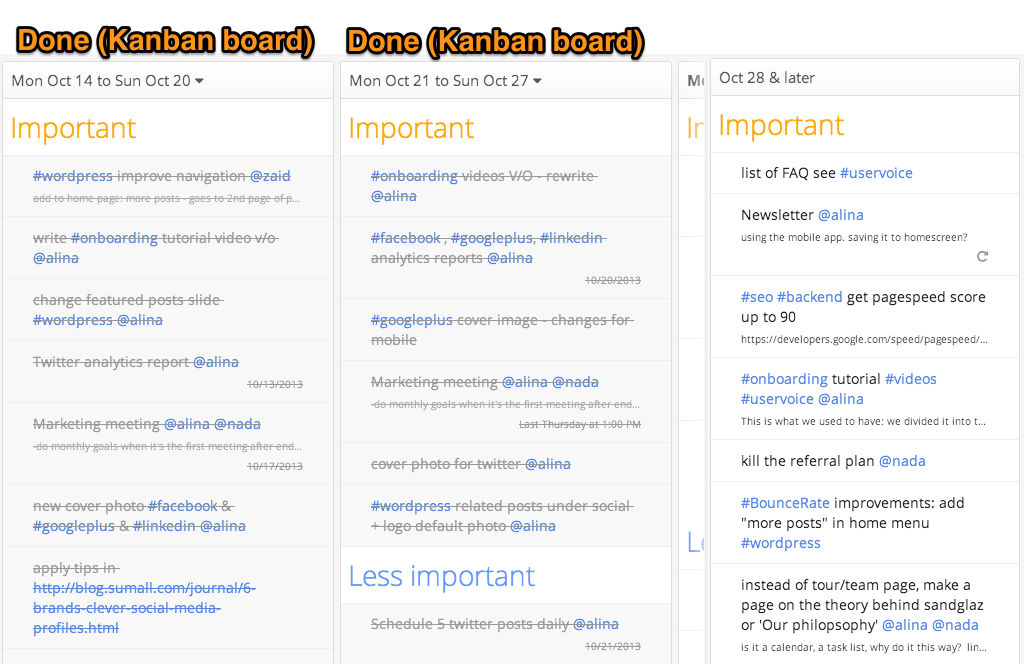 Done (Kanban board)
Mon Oct 14 to Sun Oct 20
Important
#wordpress improve navigation @zaid
add to home page: more posts - goes to 2nd page of p...
write #onboarding tutorial video v/o
@alina
change featured posts slide
#wordpress @alina
Twitter analytics report @alina
10/13/2013
Marketing meeting @alina @nada
-do monthly goals when it's the first meeting after end...
10/17/2013
new cover photo #facebook &
#googleplus & #linkedin @alina
apply tips in
http://blog.sumall.com/journal/6-
brands-clever-social-media-
profiles.html
Done (Kanban board)
Mon Oct 21 to Sun Oct 27
Important
#onboarding videos V/O - rewrite
@alina
#facebook , #googleplus, #linkedin
analytics reports @alina
10/20/2013
#googleplus cover image - changes for
mobile
Marketing meeting @alina @nada
-do monthly goals when it's the first meeting after end...
Last Thursday at 1:00 PM
cover photo for twitter @alina
#wordpress related posts under social
+ logo default photo @alina
Less important
Schedule 5 twitter posts daily @alina
10/21/2013
Oct 28 & later
Important
list of FAQ see #uservoice
Newsletter @alina
using the mobile app. saving it to homescreen?
#seo #backend get pagespeed score
up to 90
https://developers.google.com/speed/pagespeed/...
#onboarding tutorial #videos
#uservoice @alina
This is what we used to have: we divided it into t...
kill the referral plan @nada
#BounceRate improvements: add
"more posts" in home menu
#wordpress
instead of tour/team page, make a
page on the theory behind sandglaz
or 'Our philopsophy' @alina @nada
is it a calendar, a task list, why do it this way? lin...